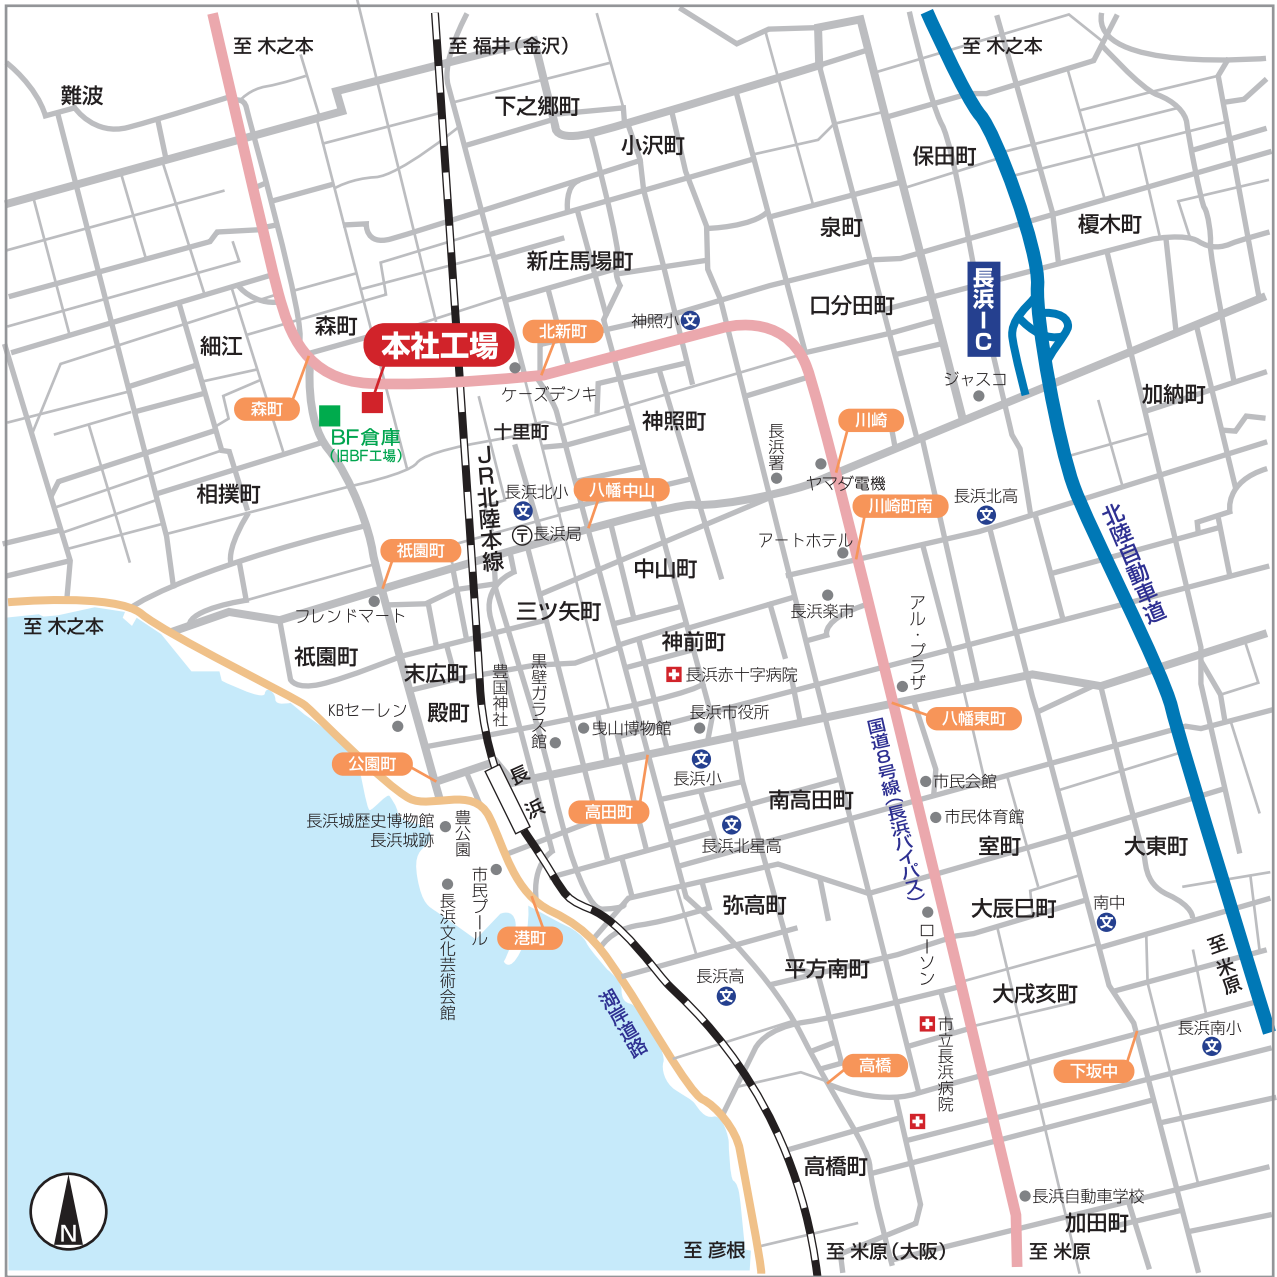 至 木之本
至 福井(金沢)
至 木之本
難波
下之郷町
小沢町
保田町
泉町
榎木町
新庄馬場町
長浜IC
口分田町
森町
本社工場
北新町
神照小
文
細江
ケーズデンキ
ジャスコ
加納町
森町
BF倉庫
(旧BF工場)
十里町
神照町
川崎
長浜署
JR北陸本線
ヤマダ電機
相撲町
長浜北小
文
八幡中山
川崎町南
長浜北高
文
北陸自動車道
〒
長浜局
祇園町
アートホテル
中山町
フレンドマート
三ツ矢町
長浜楽市
アル・プラザ
至 木之本
祇園町
末広町
神前町
豊国神社
黒壁ガラス館
長浜赤十字病院
KBセーレン
殿町
曳山博物館
長浜市役所
八幡東町
国道8号線(長浜バイパス)
公園町
長浜
長浜小
文
市民会館
高田町
南高田町
長浜城歴史博物館
長浜城跡
豊公園
長浜北星高
文
市民体育館
室町
大東町
市民プール
長浜文化芸術会館
弥高町
ローソン
大辰巳町
南中
文
港町
至 米原
長浜高
文
平方南町
大戌亥町
湖岸道路
市立長浜病院
長浜南小
文
高橋
下坂中
高橋町
長浜自動車学校
加田町
N
至 彦根
至 米原(大阪)
至 米原